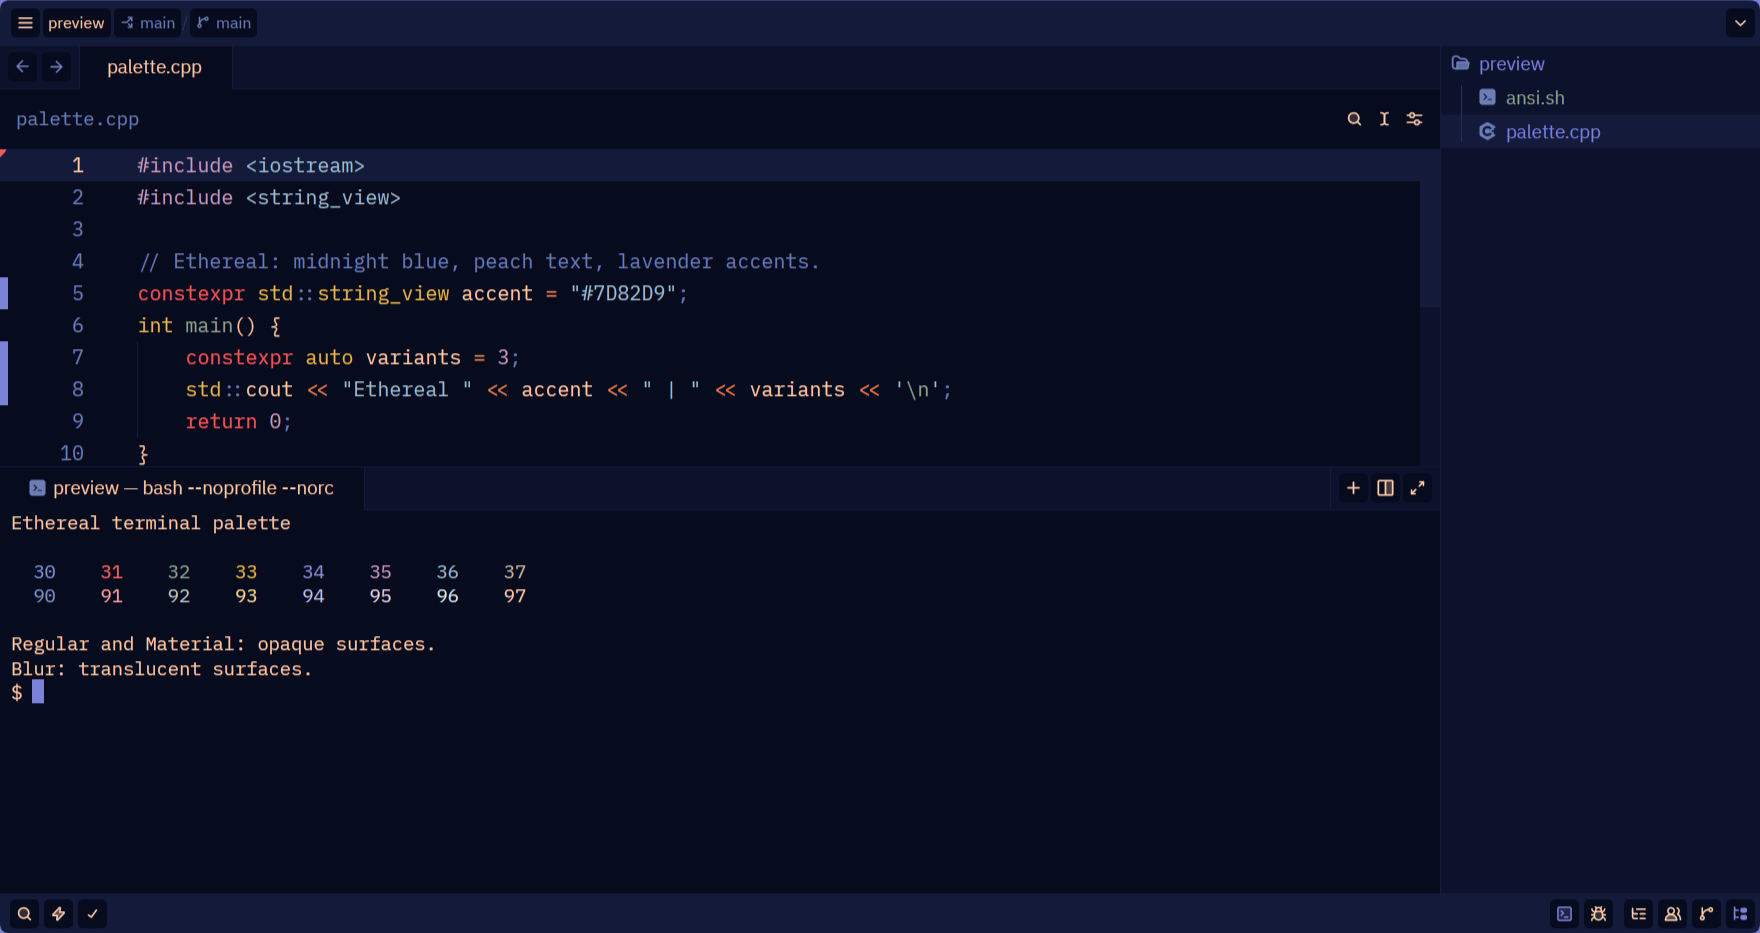 preview main / main
palette.cpp
palette.cpp
1 #include <iostream>
2 #include <string_view>
3
4 // Ethereal: midnight blue, peach text, lavender accents.
5 constexpr std::string_view accent = "#7D82D9";
6 int main() {
7     constexpr auto variants = 3;
8     std::cout << "Ethereal " << accent << " | " << variants << '\n';
9     return 0;
10 }
preview — bash --noprofile --norc
Ethereal terminal palette
30 31 32 33 34 35 36 37
90 91 92 93 94 95 96 97
Regular and Material: opaque surfaces.
Blur: translucent surfaces.
$
preview
ansi.sh
palette.cpp